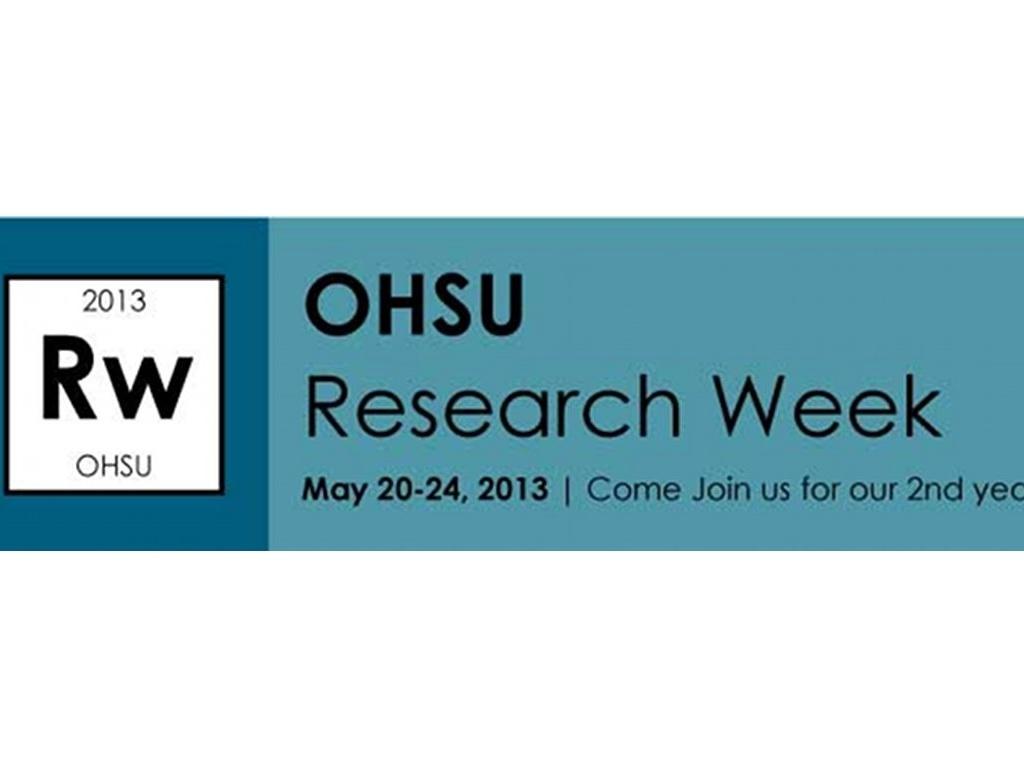 2013
Rw
OHSU
OHSU
Research Week
May 20-24, 2013 | Come Join us for our 2nd